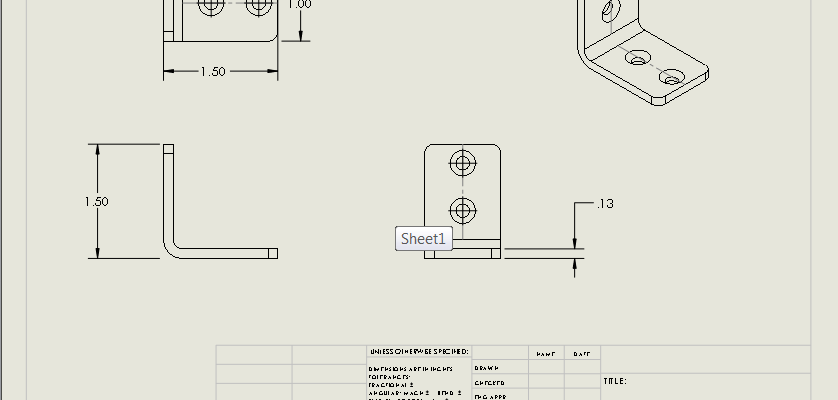 1.00
1.50
1.50
.13
Sheet1
UNLESS OTHERWISE SPECIFIED:
NAME
DATE
DIMENSIONS ARE IN INCHES
DRAWN
TOLERANCES:
FRACTIONAL ±
CHECKED
TITLE:
ANGULAR: MACH ± BEND ±
ENG APPR.